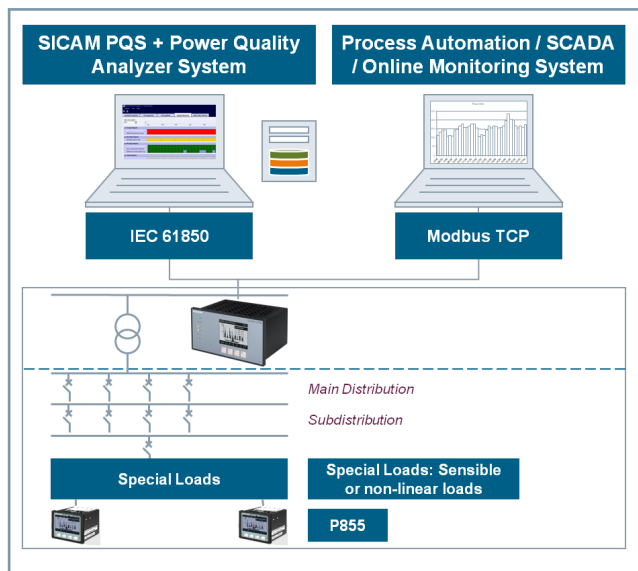 SICAM PQS + Power Quality
Analyzer System
Process Automation / SCADA
/ Online Monitoring System
IEC 61850
Modbus TCP
Main Distribution
Subdistribution
Special Loads
Special Loads: Sensible
or non-linear loads
P855